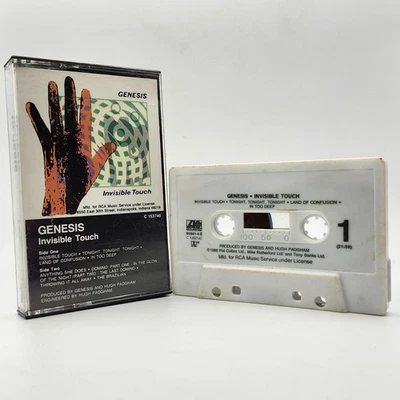 GENESIS
Invisible Touch
Mfd. for RCA Music Service under License
6550 East 30th Street, Indianapolis, Indiana 46219
C 153740
GENESIS
Invisible Touch
Side One
INVISIBLE TOUCH • TONIGHT, TONIGHT, TONIGHT •
LAND OF CONFUSION • IN TOO DEEP
Side Two
ANYTHING SHE DOES • DOMINO: PART ONE - IN THE GLOW
OF THE NIGHT/PART TWO - THE LAST DOMINO •
THROWING IT ALL AWAY • THE BRAZILIAN
PRODUCED BY GENESIS AND HUGH PADGHAM
ENGINEERED BY HUGH PADGHAM
GENESIS • INVISIBLE TOUCH
INVISIBLE TOUCH • TONIGHT, TONIGHT, TONIGHT • LAND OF CONFUSION •
IN TOO DEEP
ATLANTIC
C 153740
1
PRODUCED BY GENESIS AND HUGH PADGHAM
Mfd. for RCA Music Service under License